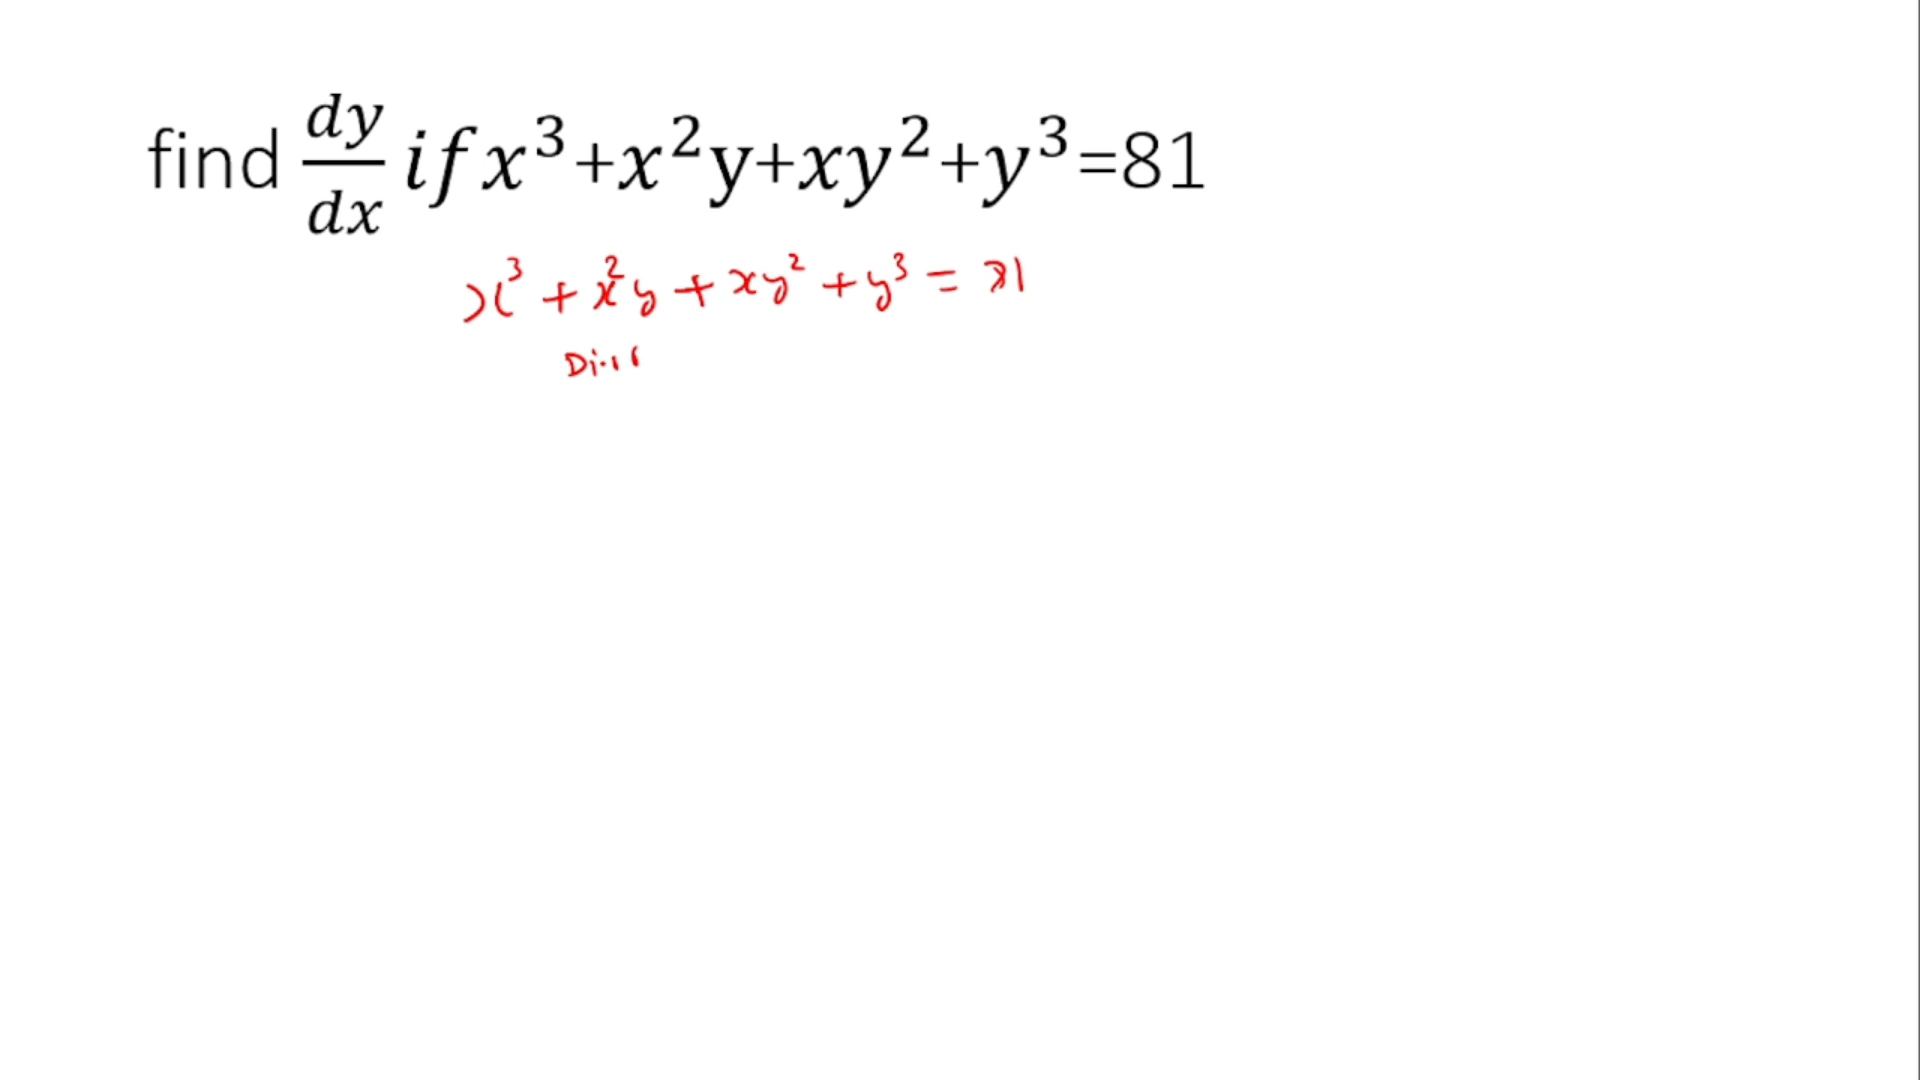 find dy/dx if x³+x²y+xy²+y³=81
x³ + x²y + xy² + y³ = 81